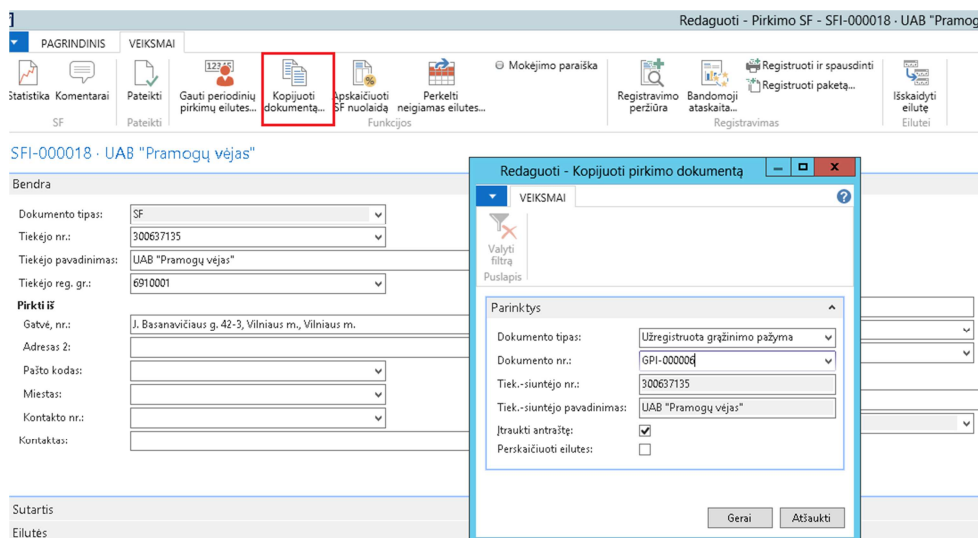 Redaguoti - Pirkimo SF - SFI-000018 · UAB "Pramog
PAGRINDINIS VEIKSMAI
Statistika Komentarai
SF
Pateikti
Pateikti
Gauti periodinių
pirkimų eilutes...
Kopijuoti
dokumentą...
Apskaičiuoti
SF nuolaidą
Perkelti
neigiamas eilutes...
Funkcijos
Mokėjimo paraiška
Registravimo
peržiūra
Bandomoji
ataskaita...
Registruoti ir spausdinti
Registruoti paketą...
Registravimas
Išskaidyti
eilutę
Eilutei
SFI-000018 · UAB "Pramogų vėjas"
Bendra
Dokumento tipas: SF
Tiekėjo nr.: 300637135
Tiekėjo pavadinimas: UAB "Pramogų vėjas"
Tiekėjo reg. gr.: 6910001
Pirkti iš
Gatvė, nr.: J. Basanavičiaus g. 42-3, Vilniaus m., Vilniaus m.
Adresas 2:
Pašto kodas:
Miestas:
Kontakto nr.:
Kontaktas:
Sutartis
Eilutės
Redaguoti - Kopijuoti pirkimo dokumentą
VEIKSMAI
Valyti
filtrą
Puslapis
Parinktys
Dokumento tipas: Užregistruota grąžinimo pažyma
Dokumento nr.: GPI-000006
Tiek.-siuntėjo nr.: 300637135
Tiek.-siuntėjo pavadinimas: UAB "Pramogų vėjas"
Įtraukti antraštę:
Perskaičiuoti eilutes:
Gerai Atšaukti